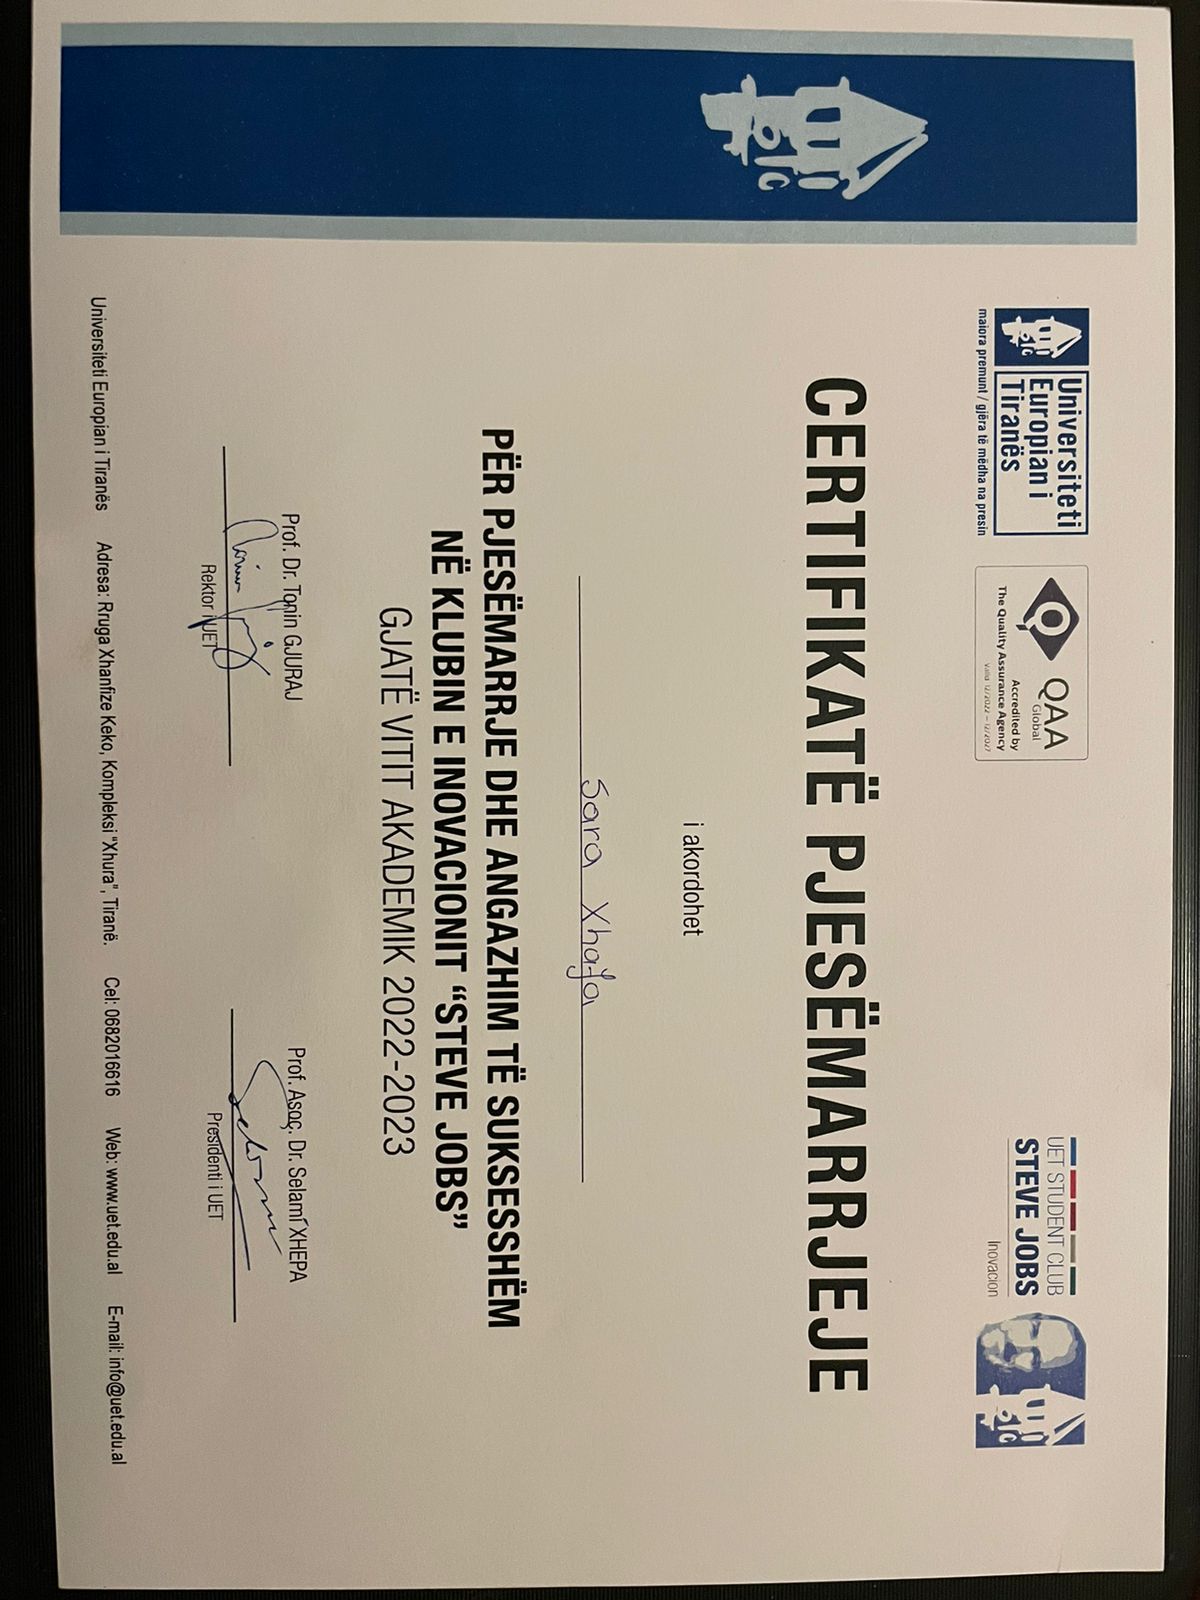 Universiteti
Europian i
Tiranës
maiora premunt / gjëra të mëdha na presin
QAA
Global
Accredited by
The Quality Assurance Agency
Valid 12/2022 – 12/2027
UET STUDENT CLUB
STEVE JOBS
Inovacion
CERTIFIKATË PJESËMARRJEJE
i akordohet
Sara Xhafa
PËR PJESËMARRJE DHE ANGAZHIM TË SUKSESSHËM
NË KLUBIN E INOVACIONIT “STEVE JOBS”
GJATË VITIT AKADEMIK 2022-2023
Prof. Dr. Tonin GJURAJ
Rektor i UET
Prof. Asoç. Dr. Selami XHEPA
Presidenti i UET
Universiteti Europian i Tiranës Adresa: Rruga Xhanfize Keko, Kompleksi “Xhura”, Tiranë. Cel: 0682016616 Web: www.uet.edu.al E-mail: info@uet.edu.al